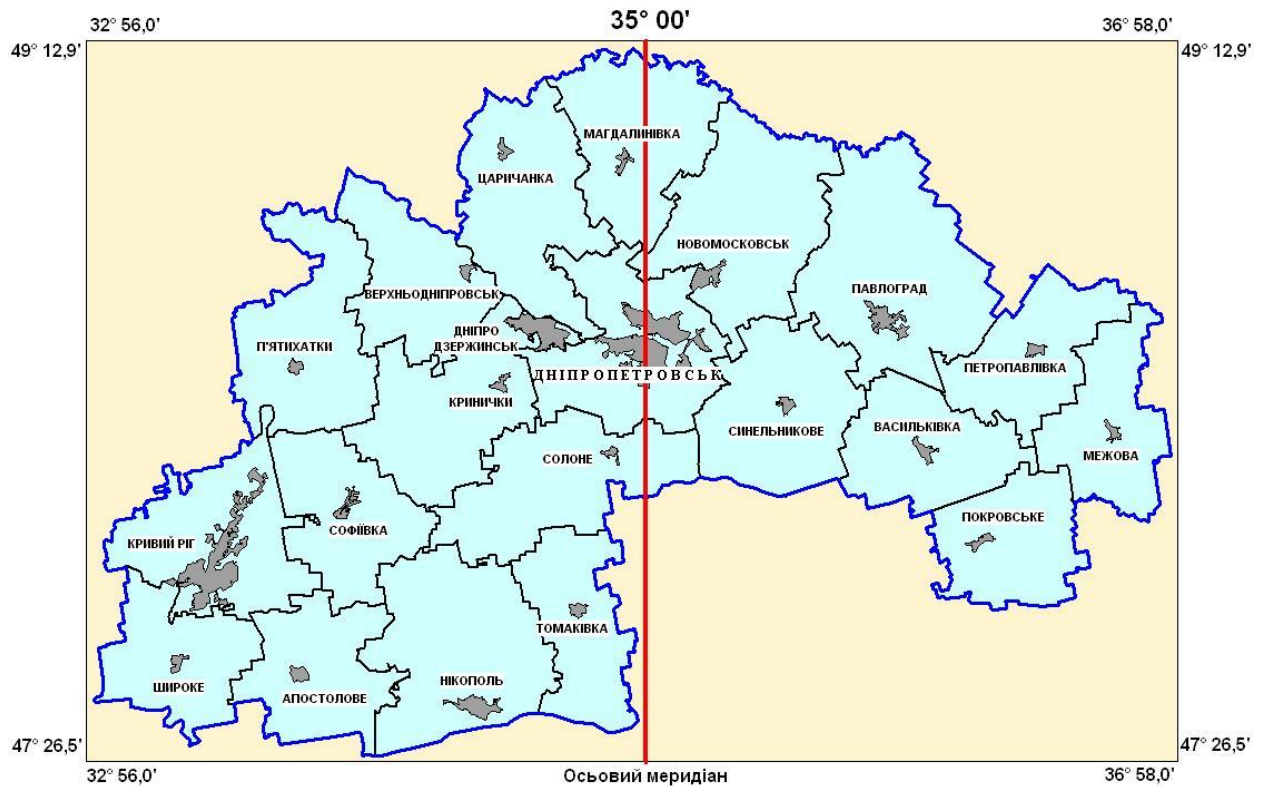 32° 56,0'
35° 00'
36° 58,0'
49° 12,9'
49° 12,9'
МАГДАЛИНІВКА
ЦАРИЧАНКА
НОВОМОСКОВСЬК
ВЕРХНЬОДНІПРОВСЬК
ПАВЛОГРАД
ДНІПРО
ДЗЕРЖИНСЬК
П'ЯТИХАТКИ
ПЕТРОПАВЛІВКА
ДНІПРОПЕТРОВСЬК
КРИНИЧКИ
СИНЕЛЬНИКОВЕ
ВАСИЛЬКІВКА
МЕЖОВА
СОЛОНЕ
ПОКРОВСЬКЕ
СОФІЇВКА
КРИВИЙ РІГ
ТОМАКІВКА
НІКОПОЛЬ
ШИРОКЕ
АПОСТОЛОВЕ
47° 26,5'
47° 26,5'
32° 56,0'
Осьовий меридіан
36° 58,0'